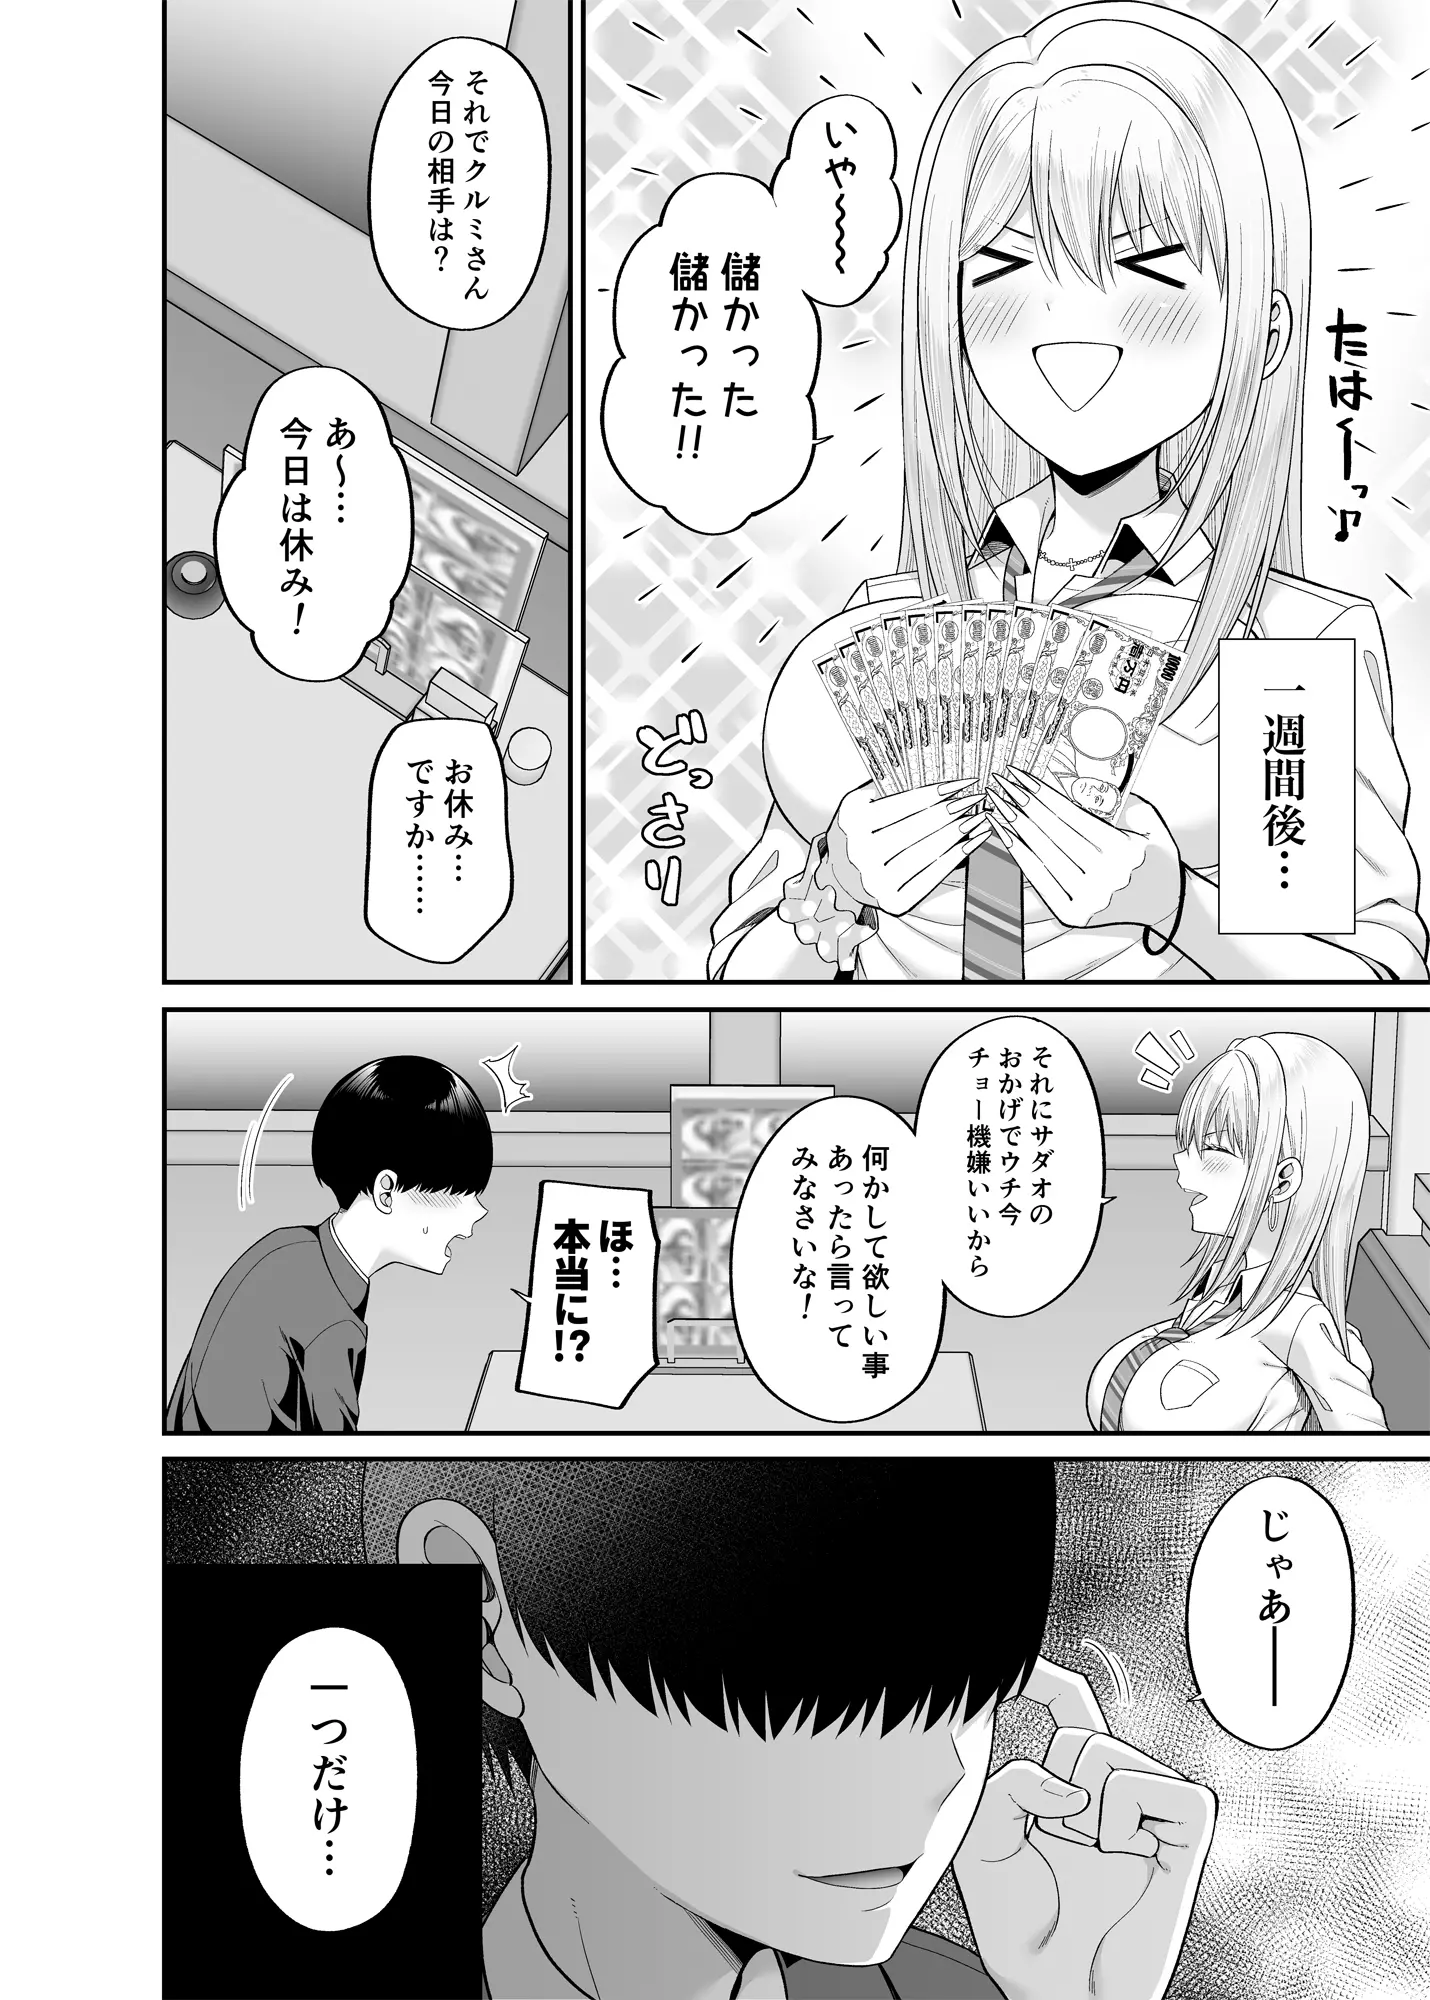 一週間後…
たはーっ♪
いや～～～
儲かった
儲かった!!
どっさり
10000
壱万円
それでクルミさん
今日の相手は？
あ～…
今日は休み！
お休み…
ですか……
それにサダオの
おかげでウチ今
チョー機嫌いいから
何かして欲しい事
あったら言って
みなさいな！
ほ…
本当に!?
じゃあ――
一つだけ…